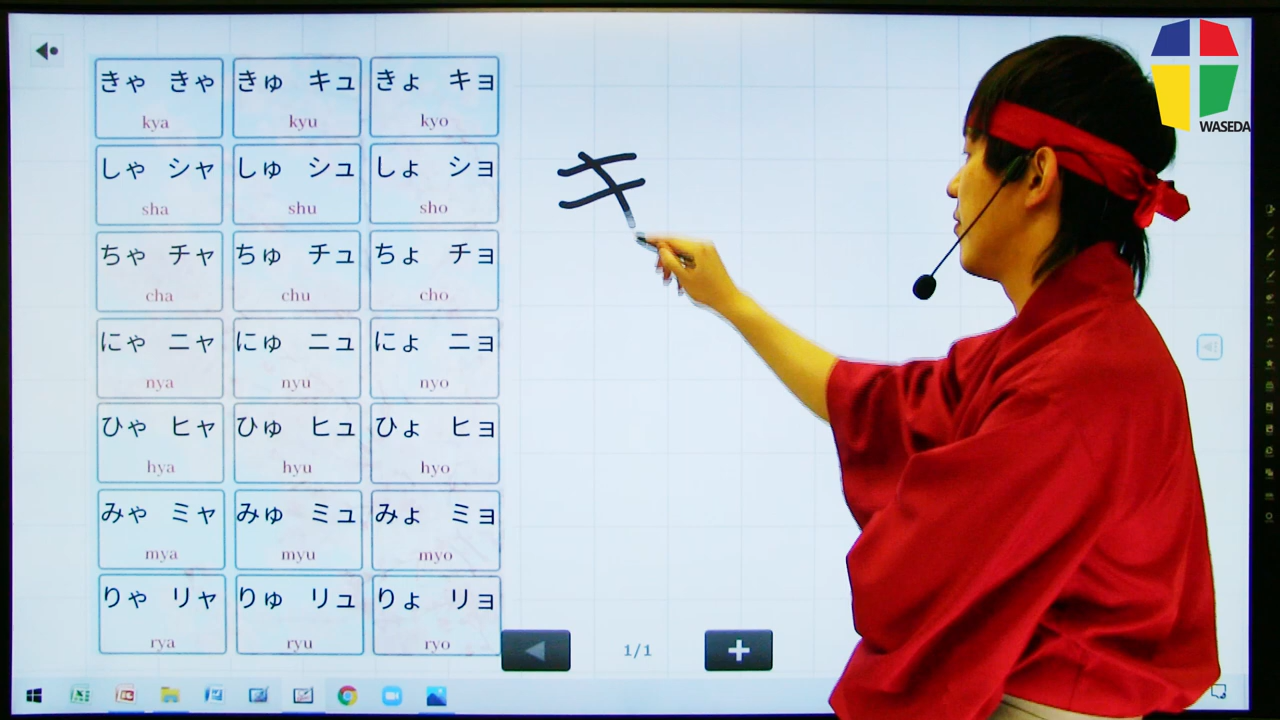 きゃ きゃ きゅ キュ きょ キョ
kya kyu kyo
しゃ シャ しゅ シュ しょ ショ
sha shu sho
ちゃ チャ ちゅ チュ ちょ チョ
cha chu cho
にゃ ニャ にゅ ニュ にょ ニョ
nya nyu nyo
ひゃ ヒャ ひゅ ヒュ ひょ ヒョ
hya hyu hyo
みゃ ミャ みゅ ミュ みょ ミョ
mya myu myo
りゃ リャ りゅ リュ りょ リョ
rya ryu ryo
キ
1/1
WASEDA